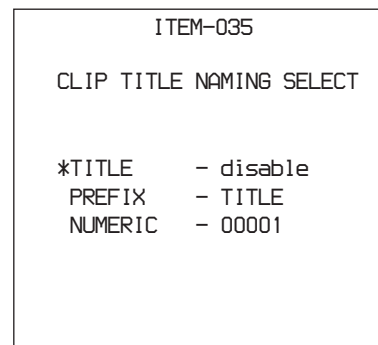 ITEM-035
CLIP TITLE NAMING SELECT
*TITLE - disable
PREFIX - TITLE
NUMERIC - 00001